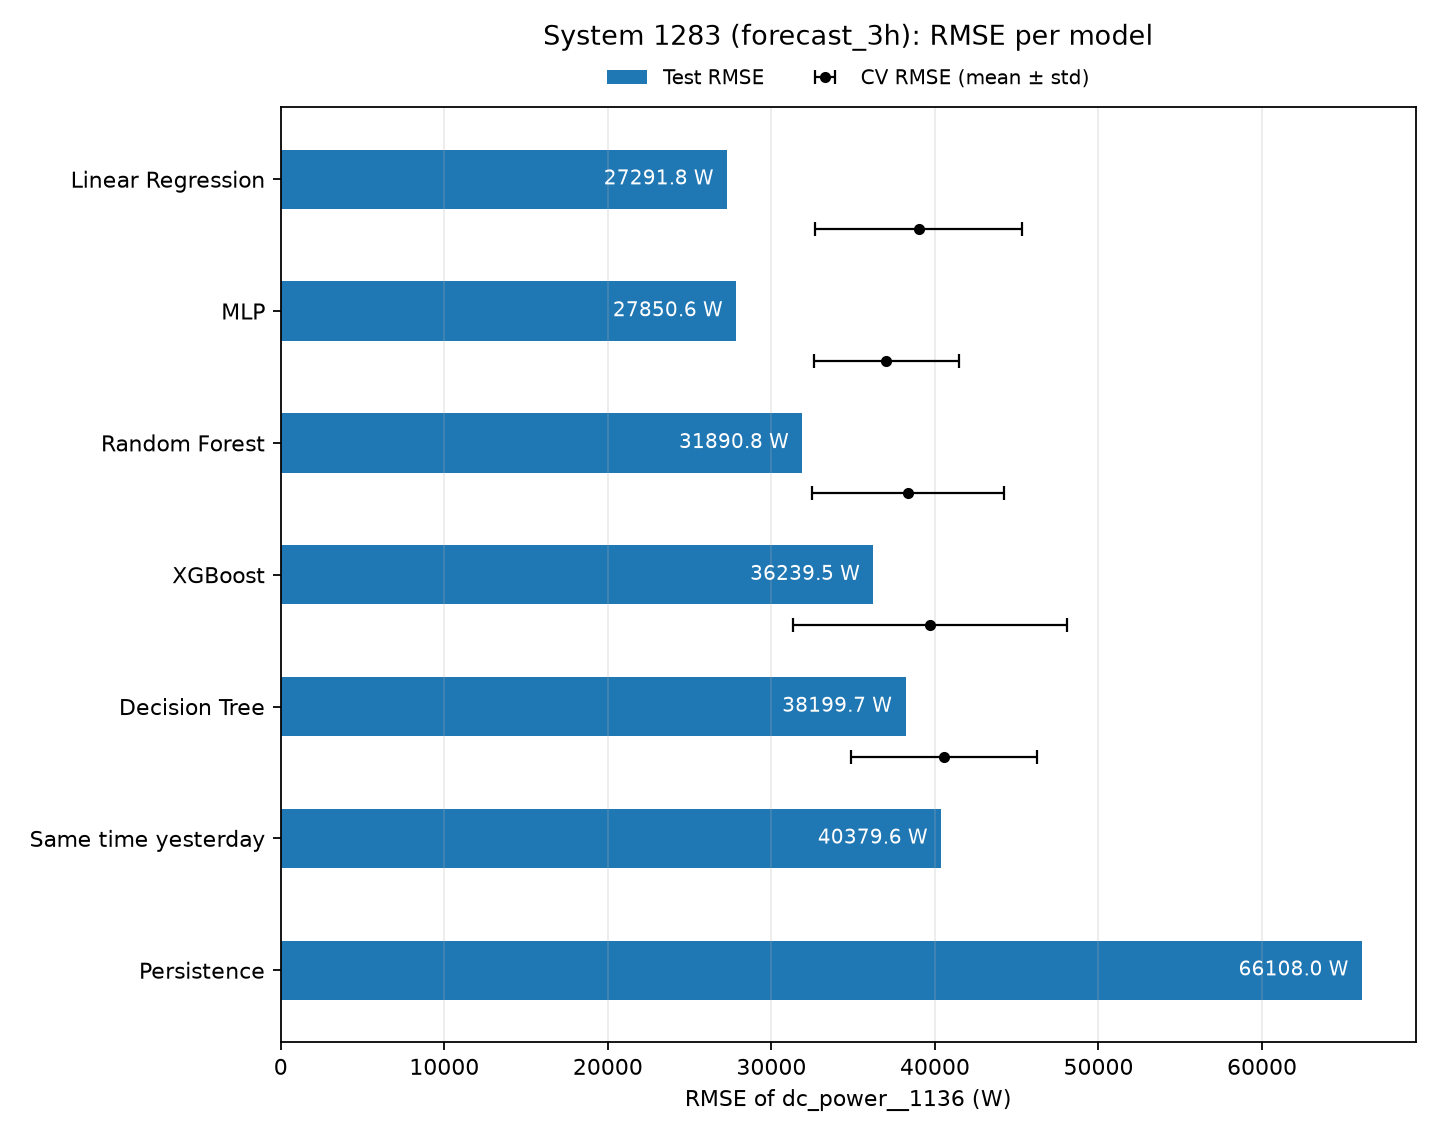 System 1283 (forecast_3h): RMSE per model
Test RMSE
CV RMSE (mean ± std)
Linear Regression
27291.8 W
MLP
27850.6 W
Random Forest
31890.8 W
XGBoost
36239.5 W
Decision Tree
38199.7 W
Same time yesterday
40379.6 W
Persistence
66108.0 W
0 10000 20000 30000 40000 50000 60000
RMSE of dc_power__1136 (W)